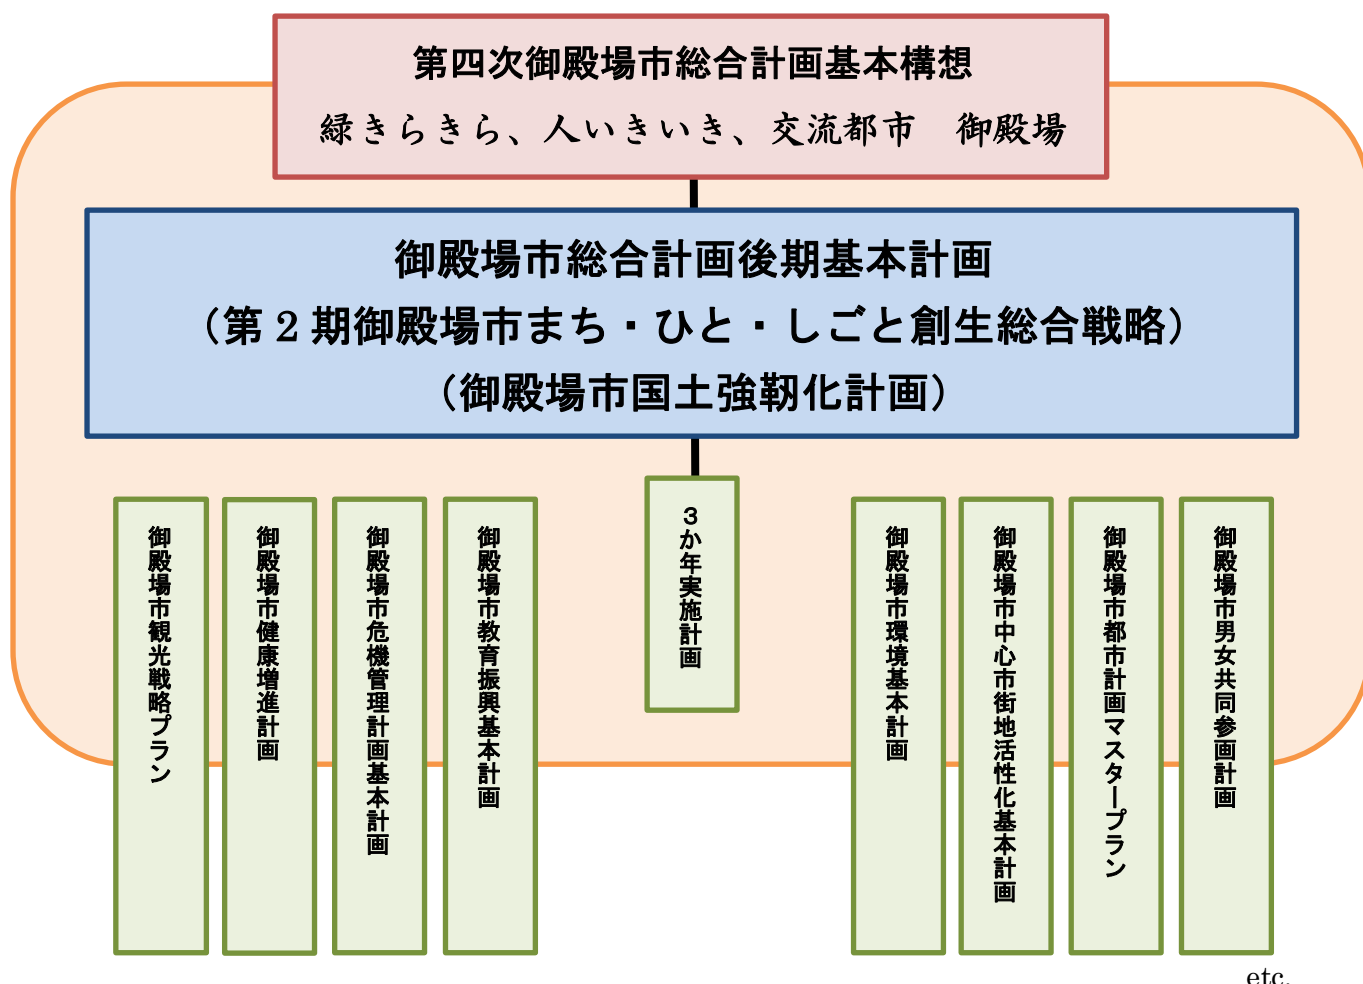 第四次御殿場市総合計画基本構想
緑きらきら、人いきいき、交流都市　御殿場
御殿場市総合計画後期基本計画
（第２期御殿場市まち・ひと・しごと創生総合戦略）
（御殿場市国土強靭化計画）
御殿場市観光戦略プラン
御殿場市健康増進計画
御殿場市危機管理計画基本計画
御殿場市教育振興基本計画
３か年実施計画
御殿場市環境基本計画
御殿場市中心市街地活性化基本計画
御殿場市都市計画マスタープラン
御殿場市男女共同参画計画
etc.